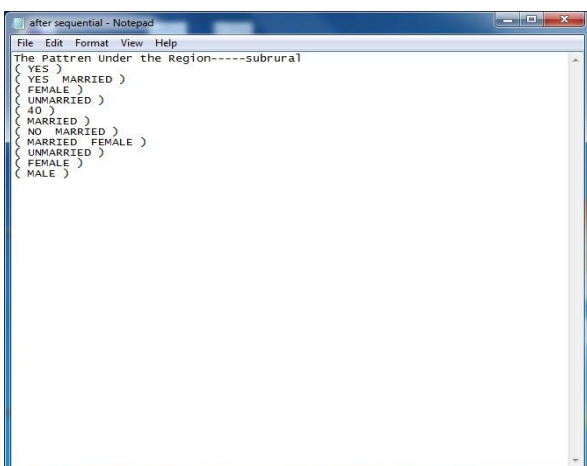 after sequential - Notepad
File Edit Format View Help
The Pattren Under the Region-----subrural
( YES )
( YES  MARRIED )
( FEMALE )
( UNMARRIED )
( 40 )
( MARRIED )
( NO  MARRIED )
( MARRIED  FEMALE )
( UNMARRIED )
( FEMALE )
( MALE )